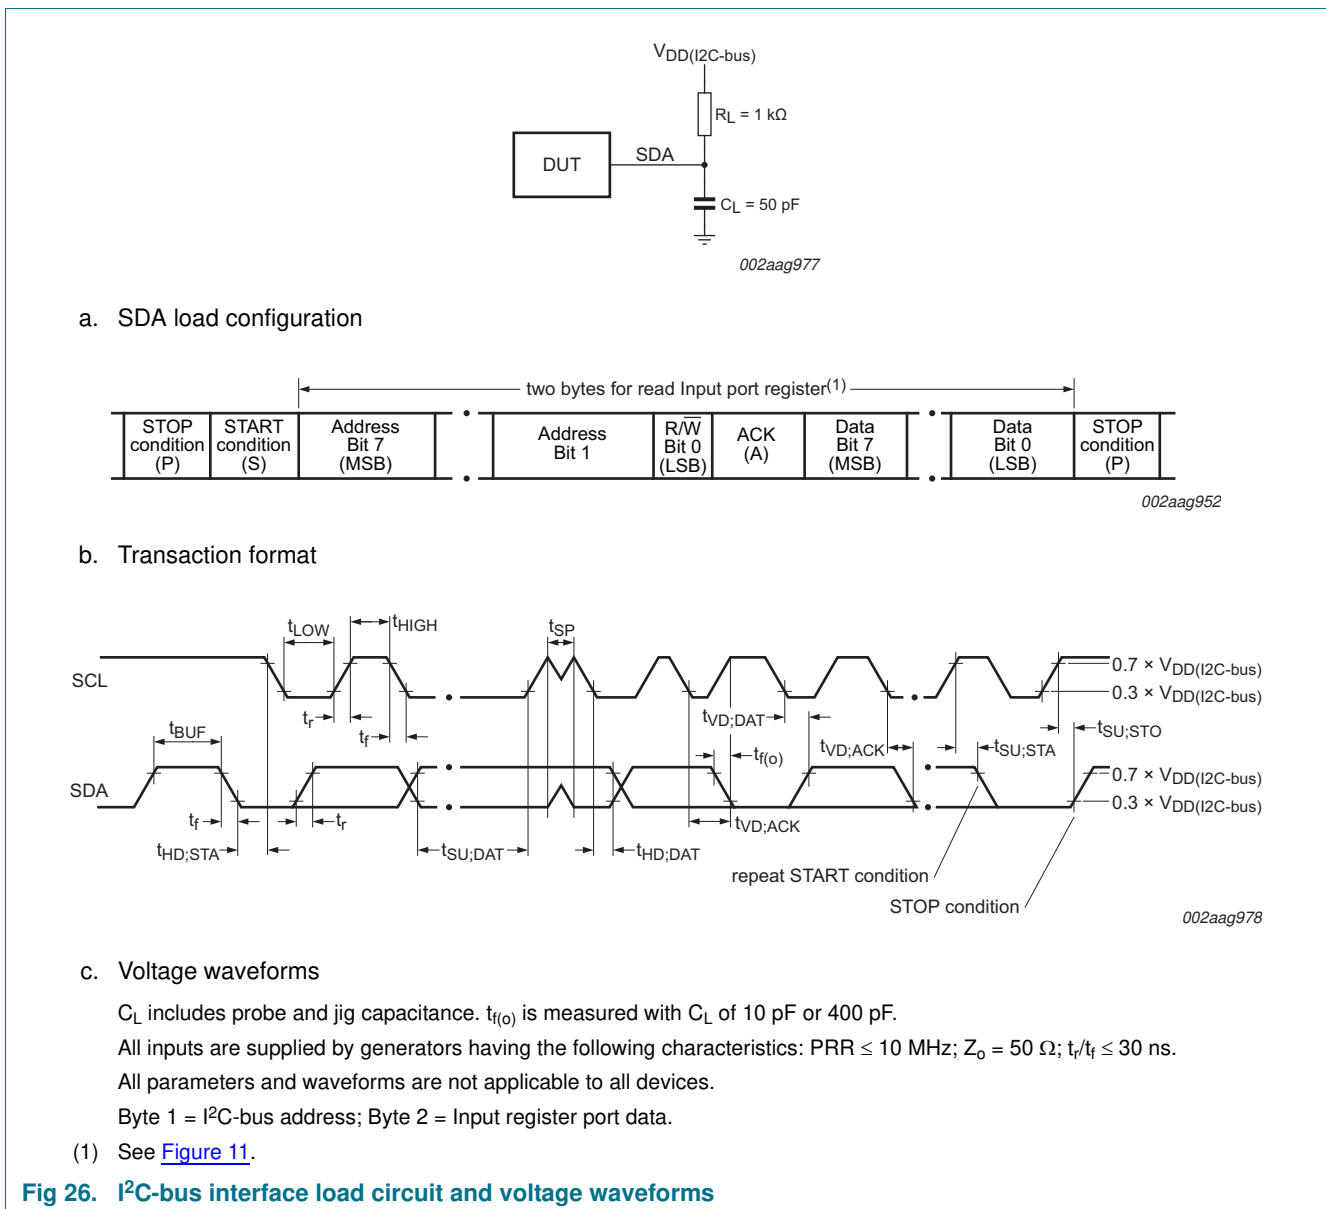 VDD(I2C-bus)
RL = 1 kΩ
DUT
SDA
CL = 50 pF
002aag977
a. SDA load configuration
two bytes for read Input port register(1)
STOP condition (P)
START condition (S)
Address Bit 7 (MSB)
Address Bit 1
R/W̅ Bit 0 (LSB)
ACK (A)
Data Bit 7 (MSB)
Data Bit 0 (LSB)
STOP condition (P)
002aag952
b. Transaction format
tLOW
tHIGH
tSP
SCL
0.7 × VDD(I2C-bus)
0.3 × VDD(I2C-bus)
tr
tf
tVD;DAT
tBUF
tf(o)
tVD;ACK
tSU;STA
tSU;STO
SDA
0.7 × VDD(I2C-bus)
0.3 × VDD(I2C-bus)
tf
tr
tVD;ACK
tHD;STA
tSU;DAT
tHD;DAT
repeat START condition
STOP condition
002aag978
c. Voltage waveforms
CL includes probe and jig capacitance. tf(o) is measured with CL of 10 pF or 400 pF.
All inputs are supplied by generators having the following characteristics: PRR ≤ 10 MHz; Zo = 50 Ω; tr/tf ≤ 30 ns.
All parameters and waveforms are not applicable to all devices.
Byte 1 = I²C-bus address; Byte 2 = Input register port data.
(1) See Figure 11.
Fig 26. I²C-bus interface load circuit and voltage waveforms